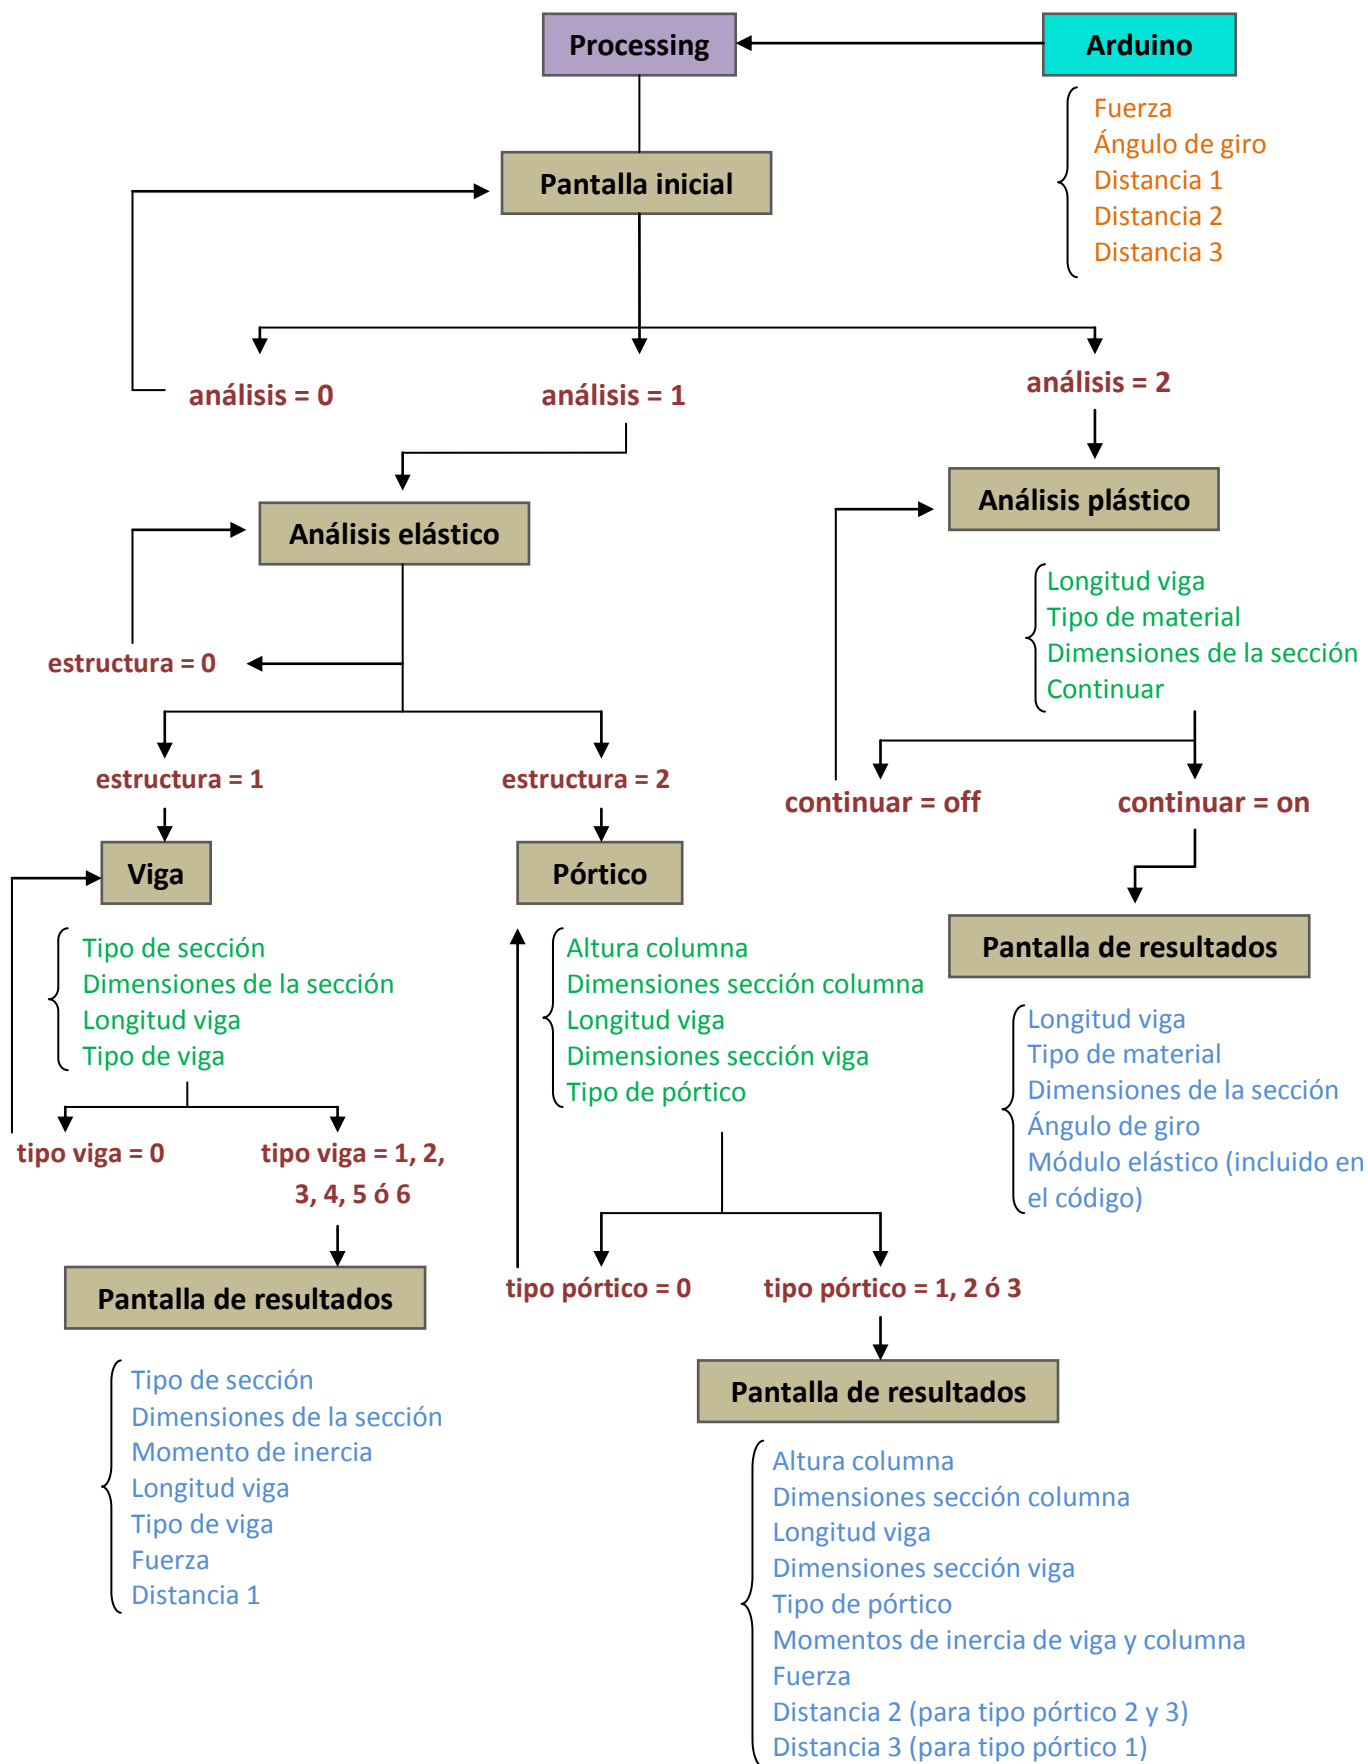 Processing
Arduino
Fuerza
Ángulo de giro
Distancia 1
Distancia 2
Distancia 3
Pantalla inicial
análisis = 0
análisis = 1
análisis = 2
Análisis elástico
Análisis plástico
Longitud viga
Tipo de material
Dimensiones de la sección
Continuar
estructura = 0
estructura = 1
estructura = 2
continuar = off
continuar = on
Viga
Pórtico
Pantalla de resultados
Tipo de sección
Dimensiones de la sección
Longitud viga
Tipo de viga
Altura columna
Dimensiones sección columna
Longitud viga
Dimensiones sección viga
Tipo de pórtico
Longitud viga
Tipo de material
Dimensiones de la sección
Ángulo de giro
Módulo elástico (incluido en
el código)
tipo viga = 0
tipo viga = 1, 2,
3, 4, 5 ó 6
tipo pórtico = 0
tipo pórtico = 1, 2 ó 3
Pantalla de resultados
Tipo de sección
Dimensiones de la sección
Momento de inercia
Longitud viga
Tipo de viga
Fuerza
Distancia 1
Pantalla de resultados
Altura columna
Dimensiones sección columna
Longitud viga
Dimensiones sección viga
Tipo de pórtico
Momentos de inercia de viga y columna
Fuerza
Distancia 2 (para tipo pórtico 2 y 3)
Distancia 3 (para tipo pórtico 1)